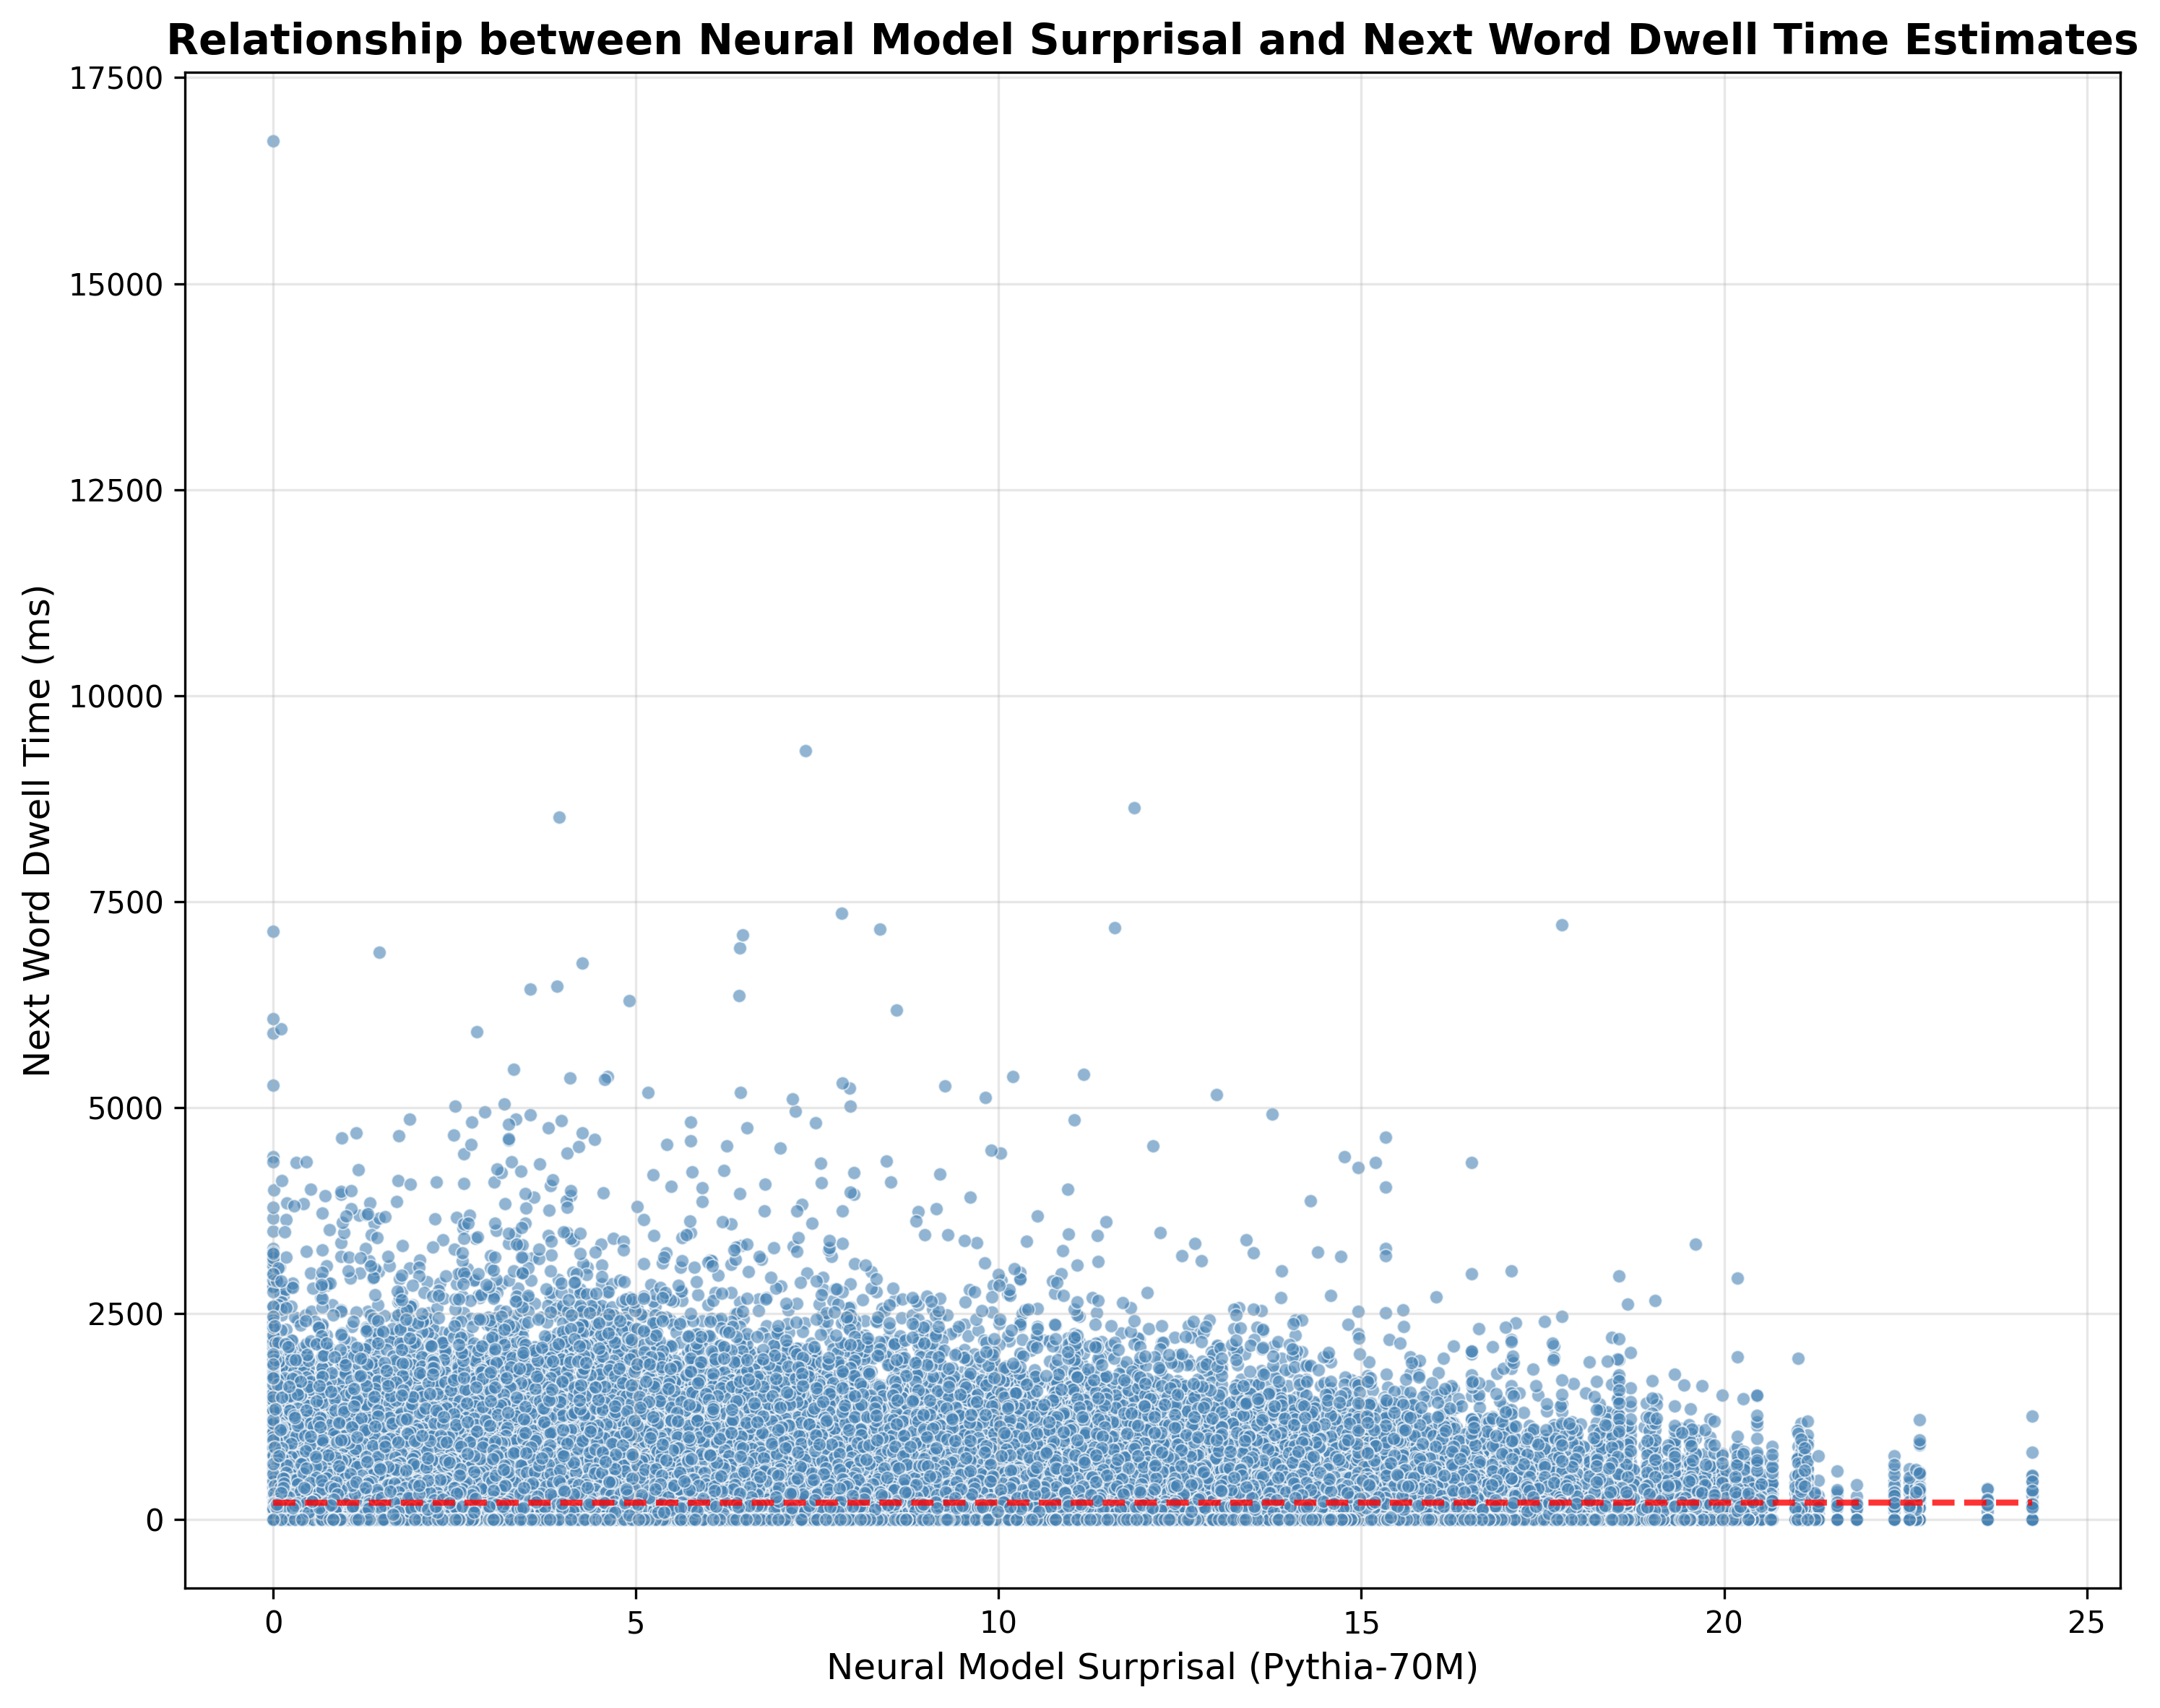 Relationship between Neural Model Surprisal and Next Word Dwell Time Estimates
17500
15000
12500
10000
7500
5000
2500
0
Next Word Dwell Time (ms)
0 5 10 15 20 25
Neural Model Surprisal (Pythia-70M)